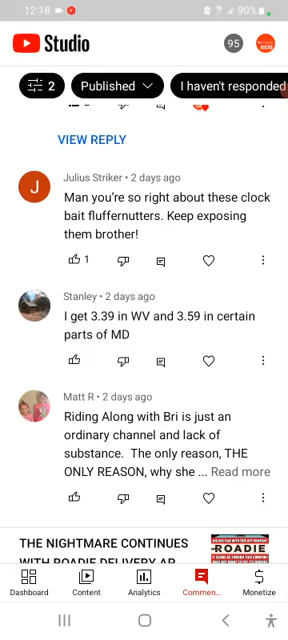 12:18
90%
Studio
95
2
Published
I haven't responded
VIEW REPLY
J
Julius Striker • 2 days ago
Man you're so right about these clock
bait fluffernutters. Keep exposing
them brother!
1
Stanley • 2 days ago
I get 3.39 in WV and 3.59 in certain
parts of MD
Matt R • 2 days ago
Riding Along with Bri is just an
ordinary channel and lack of
substance. The only reason, THE
ONLY REASON, why she ... Read more
THE NIGHTMARE CONTINUES
WITH ROADIE DELIVERY AP
ROADIE
Dashboard
Content
Analytics
Commen...
Monetize